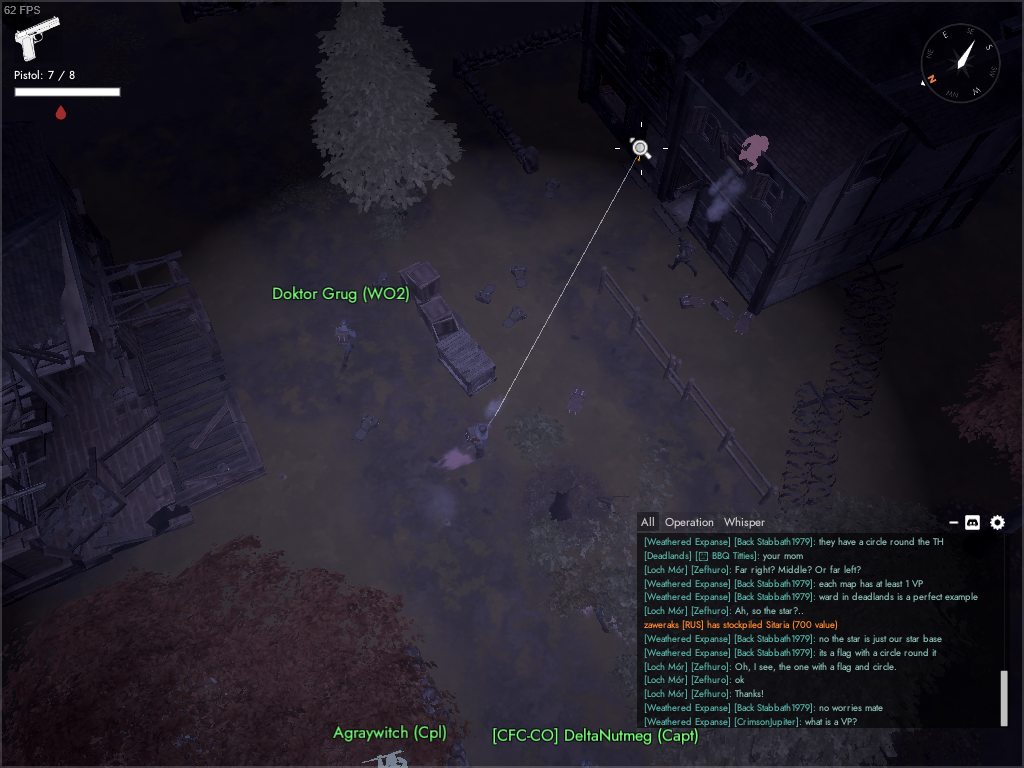 62 FPS
Pistol: 7 / 8
E
SE
S
SW
W
NW
N
NE
Doktor Grug (WO2)
All Operation Whisper
[Weathered Expanse] [Back Stabbath1979]: they have a circle round the TH
[Deadlands] [ BBQ Titties]: your mom
[Loch Mór] [Zefhuro]: Far right? Middle? Or far left?
[Weathered Expanse] [Back Stabbath1979]: each map has at least 1 VP
[Weathered Expanse] [Back Stabbath1979]: ward in deadlands is a perfect example
[Loch Mór] [Zefhuro]: Ah, so the star?..
zaweraks [RUS] has stockpiled Sitaria (700 value)
[Weathered Expanse] [Back Stabbath1979]: no the star is just our star base
[Weathered Expanse] [Back Stabbath1979]: its a flag with a circle round it
[Loch Mór] [Zefhuro]: Oh, I see, the one with a flag and circle.
[Loch Mór] [Zefhuro]: ok
[Loch Mór] [Zefhuro]: Thanks!
[Weathered Expanse] [Back Stabbath1979]: no worries mate
[Weathered Expanse] [CrimsonJupiter]: what is a VP?
Agraywitch (Cpl)
[CFC-CO] DeltaNutmeg (Capt)